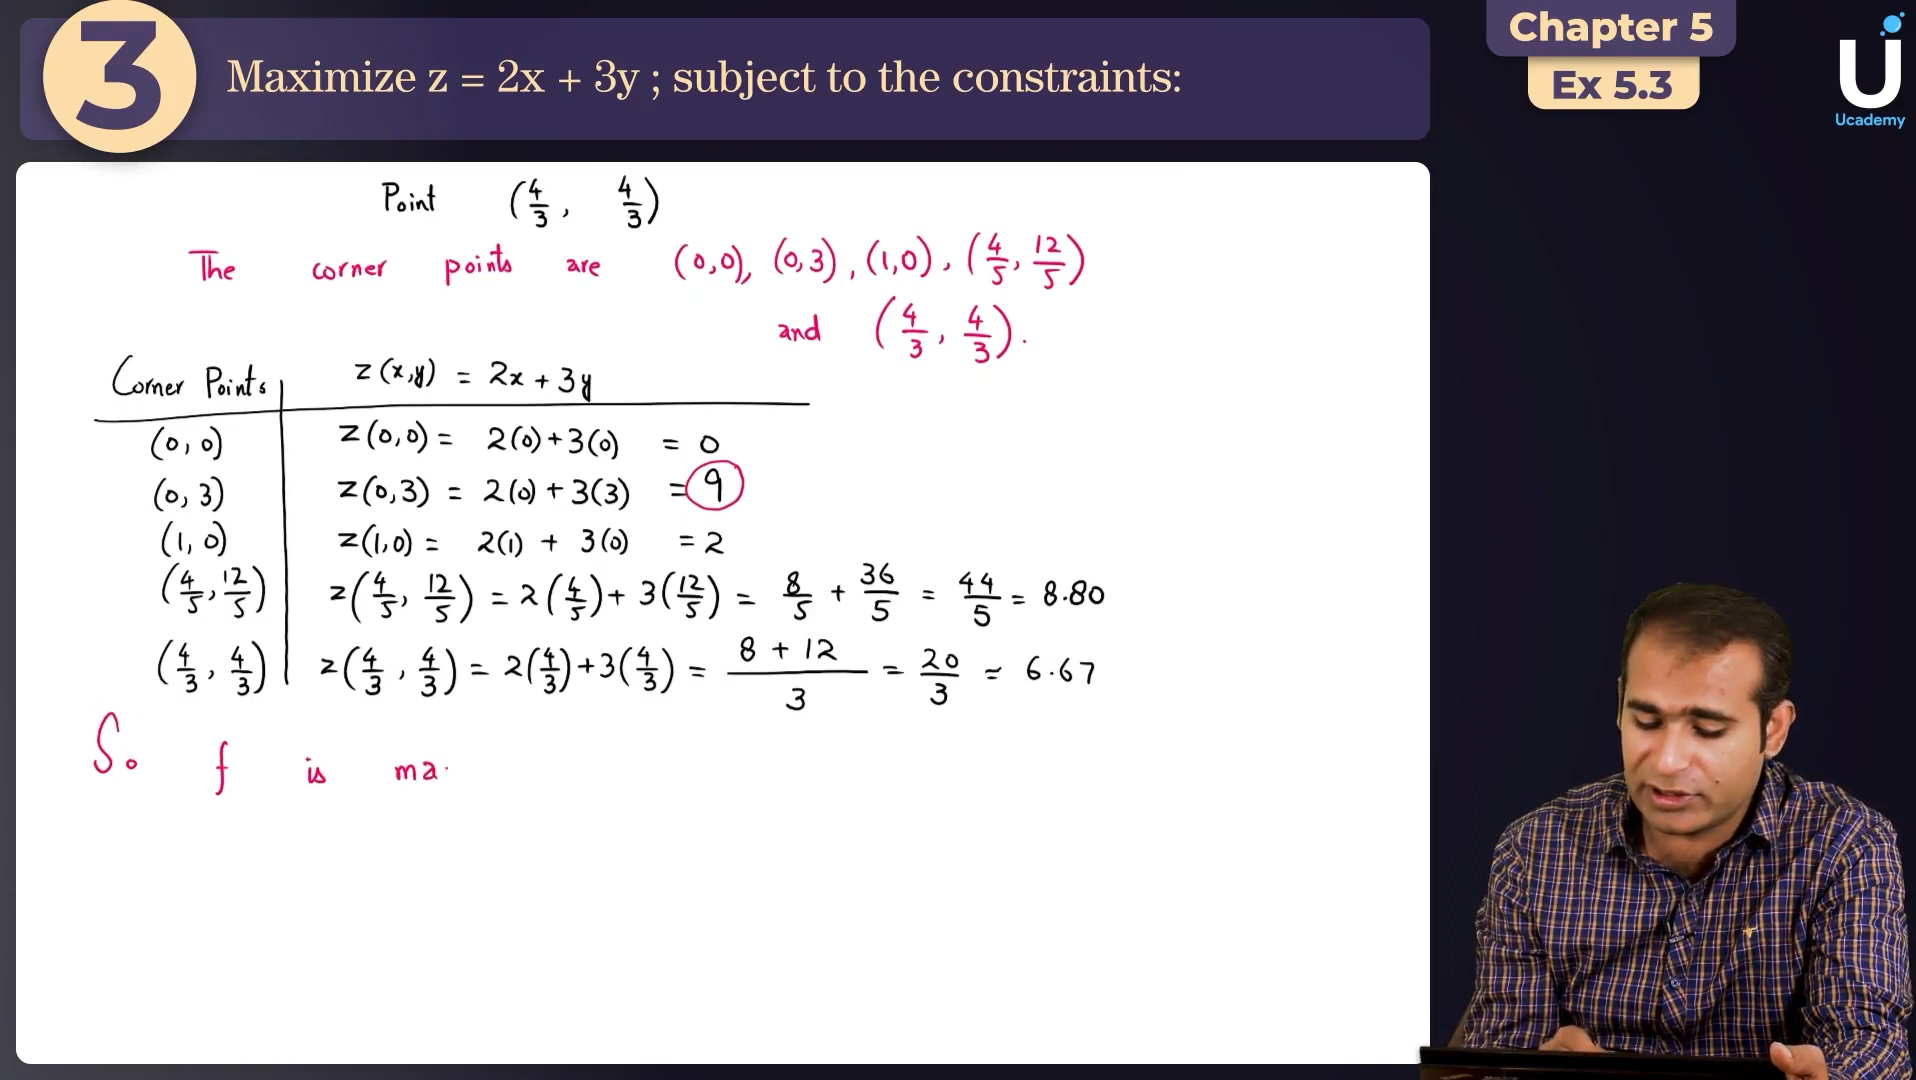 3
Maximize z = 2x + 3y ; subject to the constraints:
Chapter 5
Ex 5.3
Ucademy
Point (4/3, 4/3)
The corner points are (0,0), (0,3), (1,0), (4/5, 12/5)
and (4/3, 4/3).
Corner Points z(x,y) = 2x + 3y
(0, 0) z(0,0) = 2(0)+3(0) = 0
(0, 3) z(0,3) = 2(0) + 3(3) = 9
(1, 0) z(1,0) = 2(1) + 3(0) = 2
(4/5, 12/5) z(4/5, 12/5) = 2(4/5) + 3(12/5) = 8/5 + 36/5 = 44/5 = 8.80
(4/3, 4/3) z(4/3, 4/3) = 2(4/3)+3(4/3) = (8 + 12)/3 = 20/3 = 6.67
So f is ma